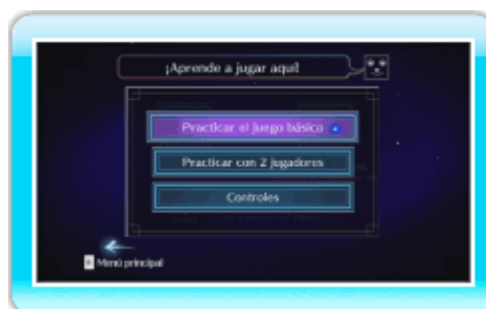 ¡Aprende a jugar aquí!
Practicar el juego básico
Practicar con 2 jugadores
Controles
Menú principal